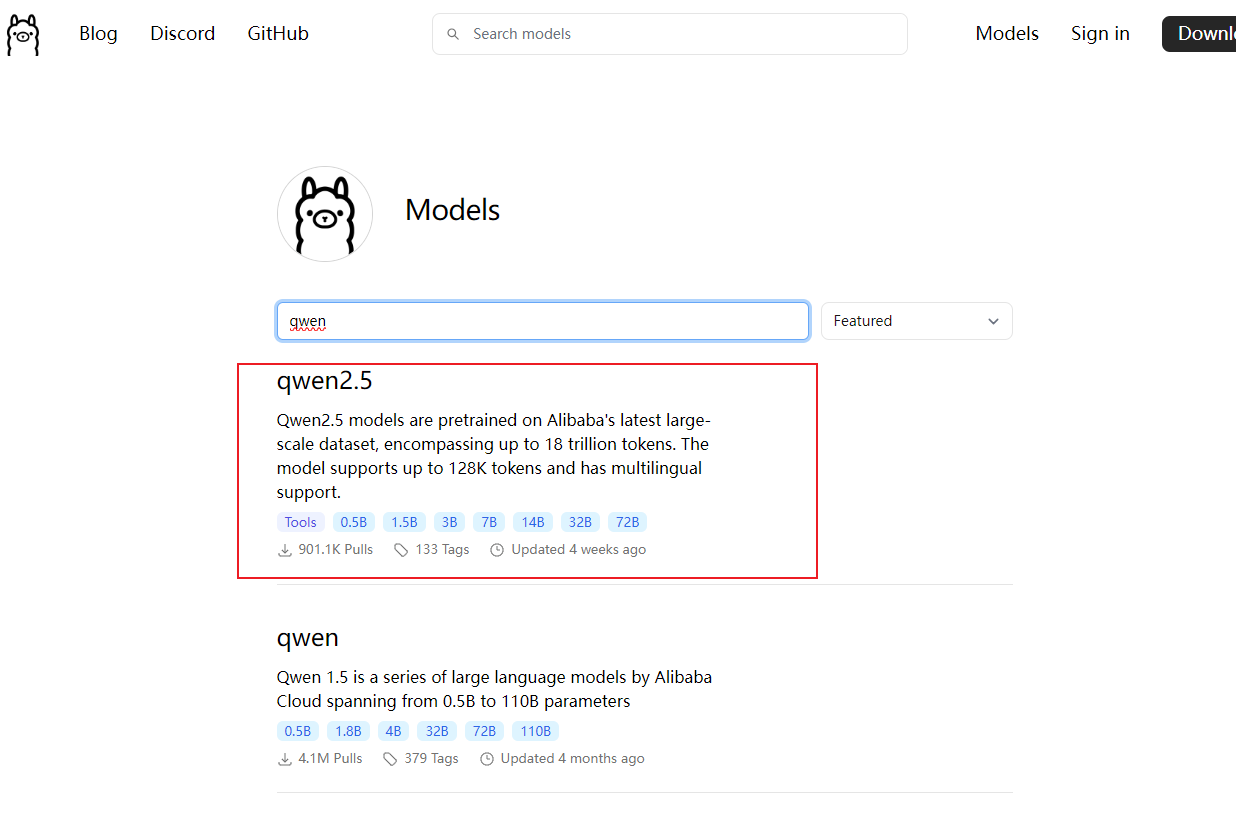 Blog Discord GitHub Search models Models Sign in Downl
Models
qwen Featured
qwen2.5
Qwen2.5 models are pretrained on Alibaba's latest large-
scale dataset, encompassing up to 18 trillion tokens. The
model supports up to 128K tokens and has multilingual
support.
Tools 0.5B 1.5B 3B 7B 14B 32B 72B
901.1K Pulls 133 Tags Updated 4 weeks ago
qwen
Qwen 1.5 is a series of large language models by Alibaba
Cloud spanning from 0.5B to 110B parameters
0.5B 1.8B 4B 32B 72B 110B
4.1M Pulls 379 Tags Updated 4 months ago